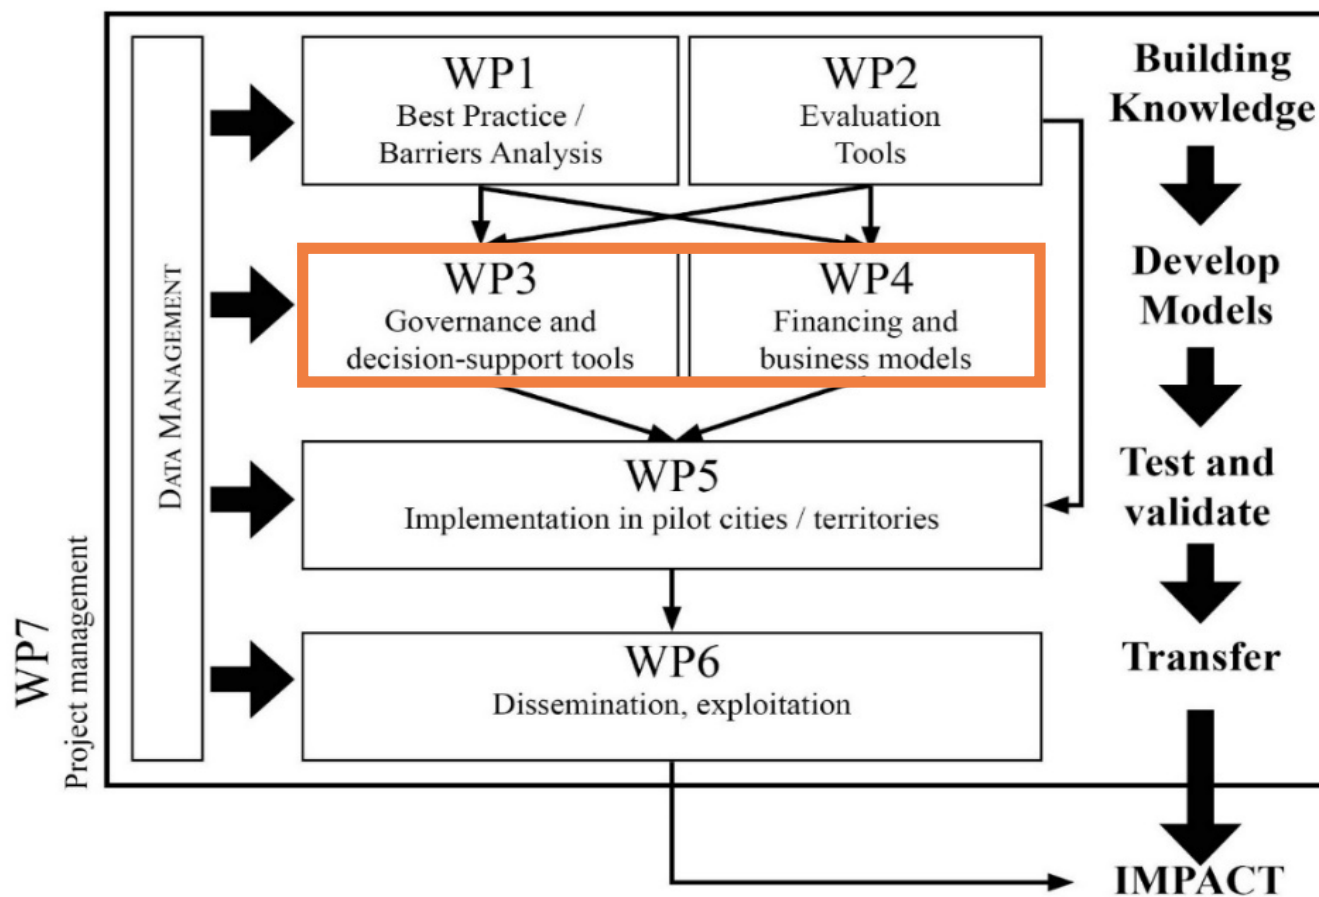 WP1
Best Practice /
Barriers Analysis
WP2
Evaluation
Tools
Building
Knowledge
WP3
Governance and
decision-support tools
WP4
Financing and
business models
Develop
Models
DATA MANAGEMENT
WP5
Implementation in pilot cities / territories
Test and
validate
WP7
Project management
WP6
Dissemination, exploitation
Transfer
IMPACT